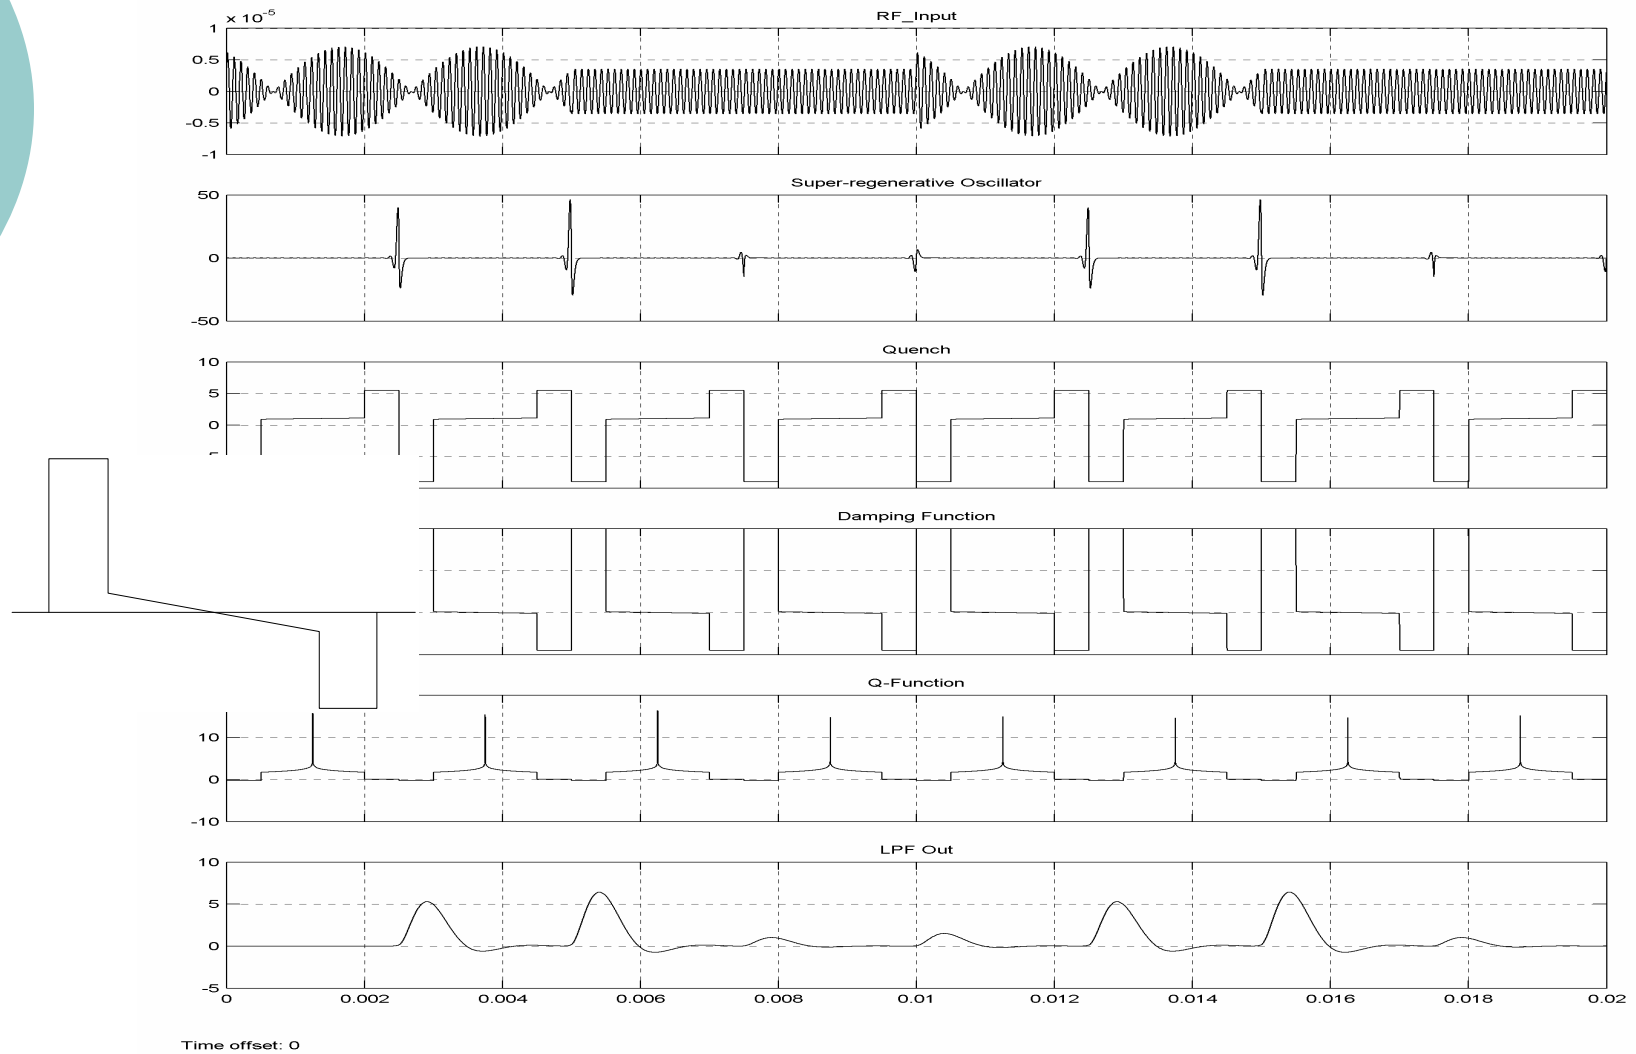 RF_Input
x 10-5
1
0.5
0
-0.5
-1
Super-regenerative Oscillator
50
0
-50
Quench
10
5
0
Damping Function
Q-Function
10
0
-10
LPF Out
10
5
0
-5
0 0.002 0.004 0.006 0.008 0.01 0.012 0.014 0.016 0.018 0.02
Time offset: 0